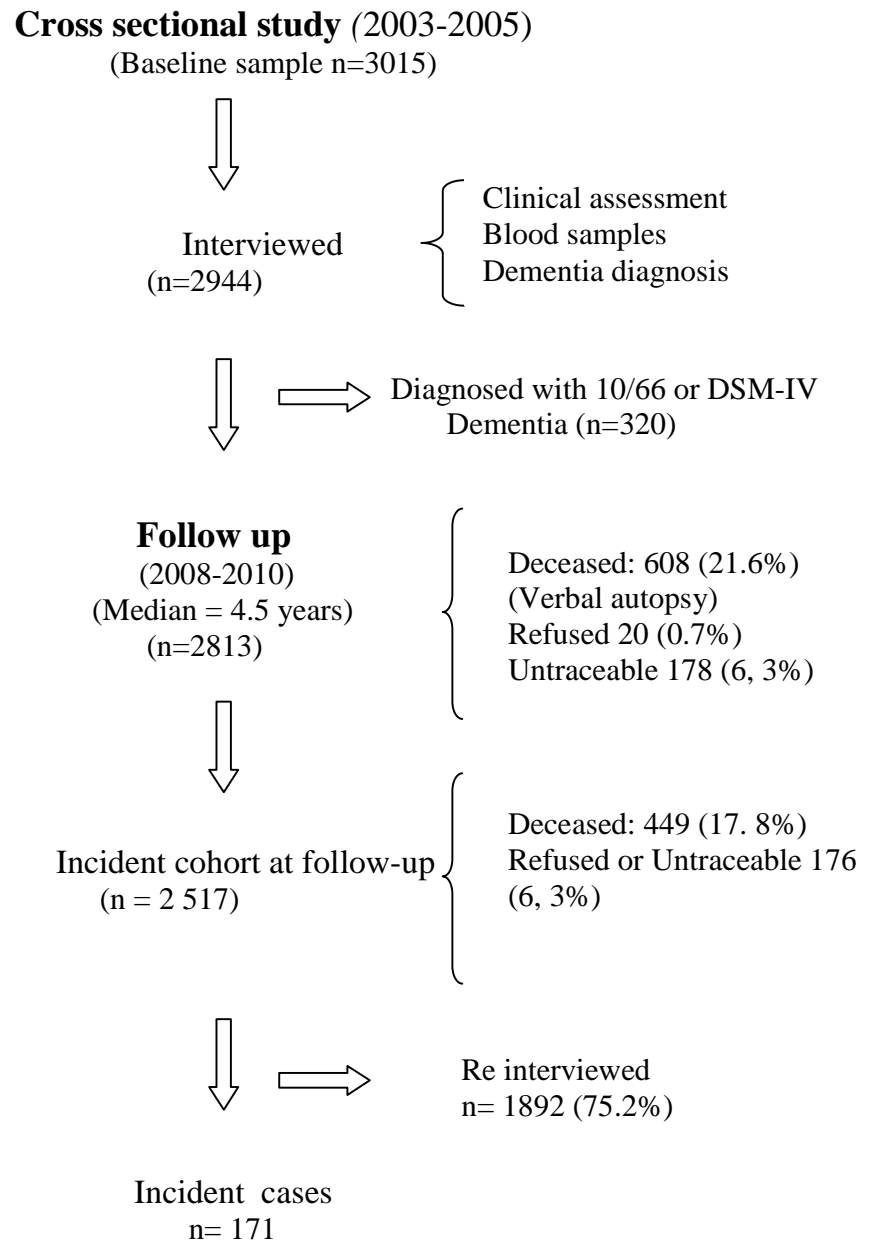 Cross sectional study (2003-2005)
(Baseline sample n=3015)
Interviewed
(n=2944)
Clinical assessment
Blood samples
Dementia diagnosis
Diagnosed with 10/66 or DSM-IV
Dementia (n=320)
Follow up
(2008-2010)
(Median = 4.5 years)
(n=2813)
Deceased: 608 (21.6%)
(Verbal autopsy)
Refused 20 (0.7%)
Untraceable 178 (6, 3%)
Incident cohort at follow-up
(n = 2 517)
Deceased: 449 (17. 8%)
Refused or Untraceable 176
(6, 3%)
Re interviewed
n= 1892 (75.2%)
Incident cases
n= 171